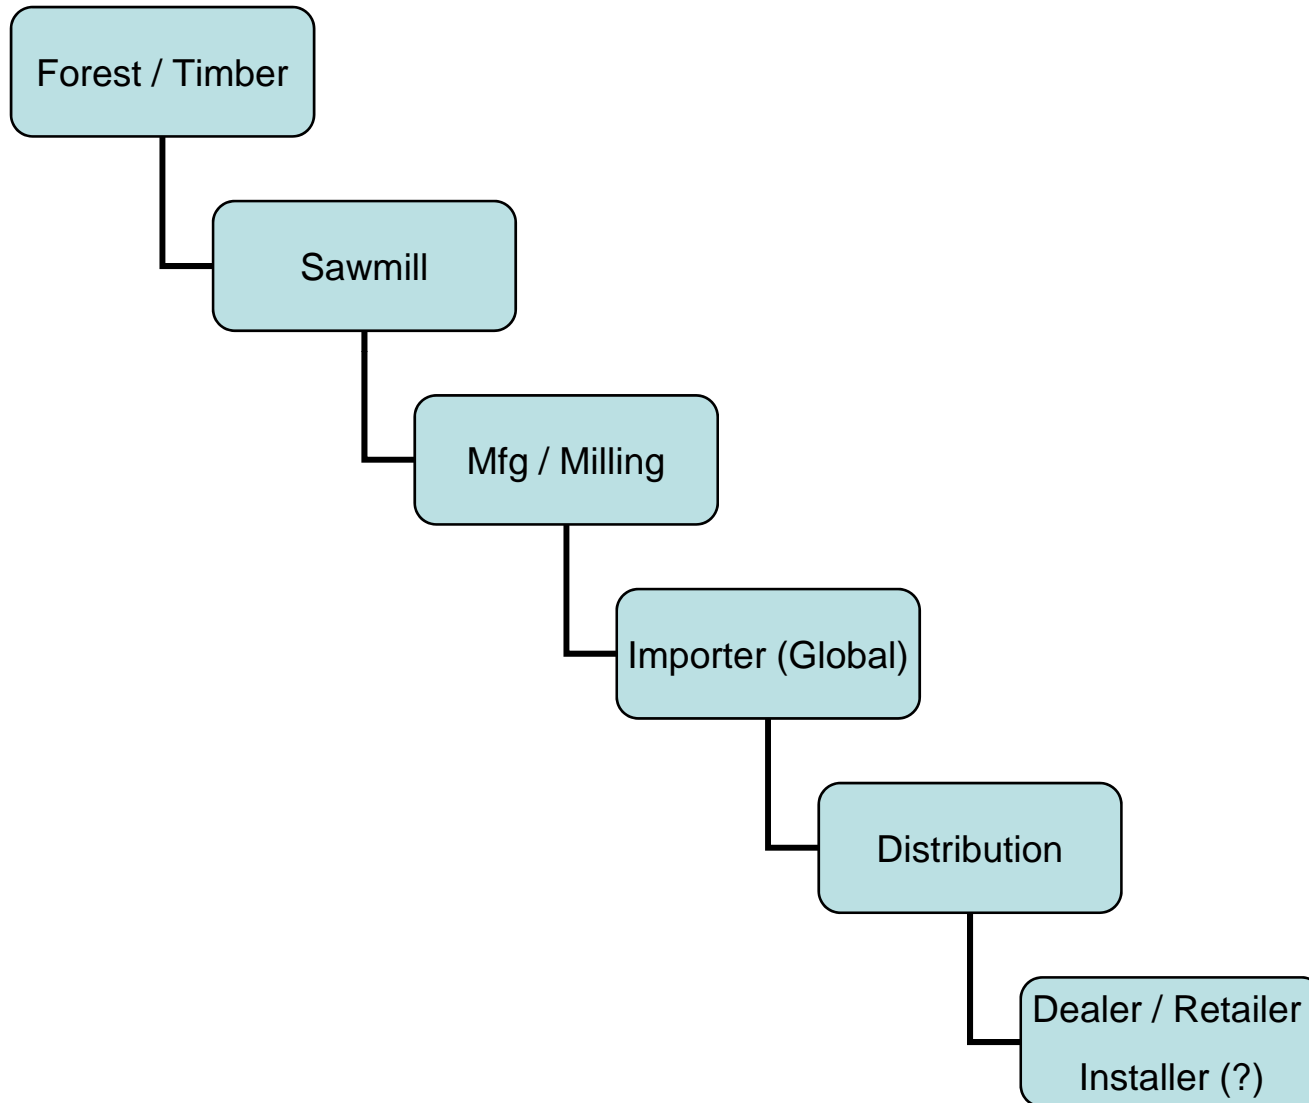 Forest / Timber
Sawmill
Mfg / Milling
Importer (Global)
Distribution
Dealer / Retailer
Installer (?)